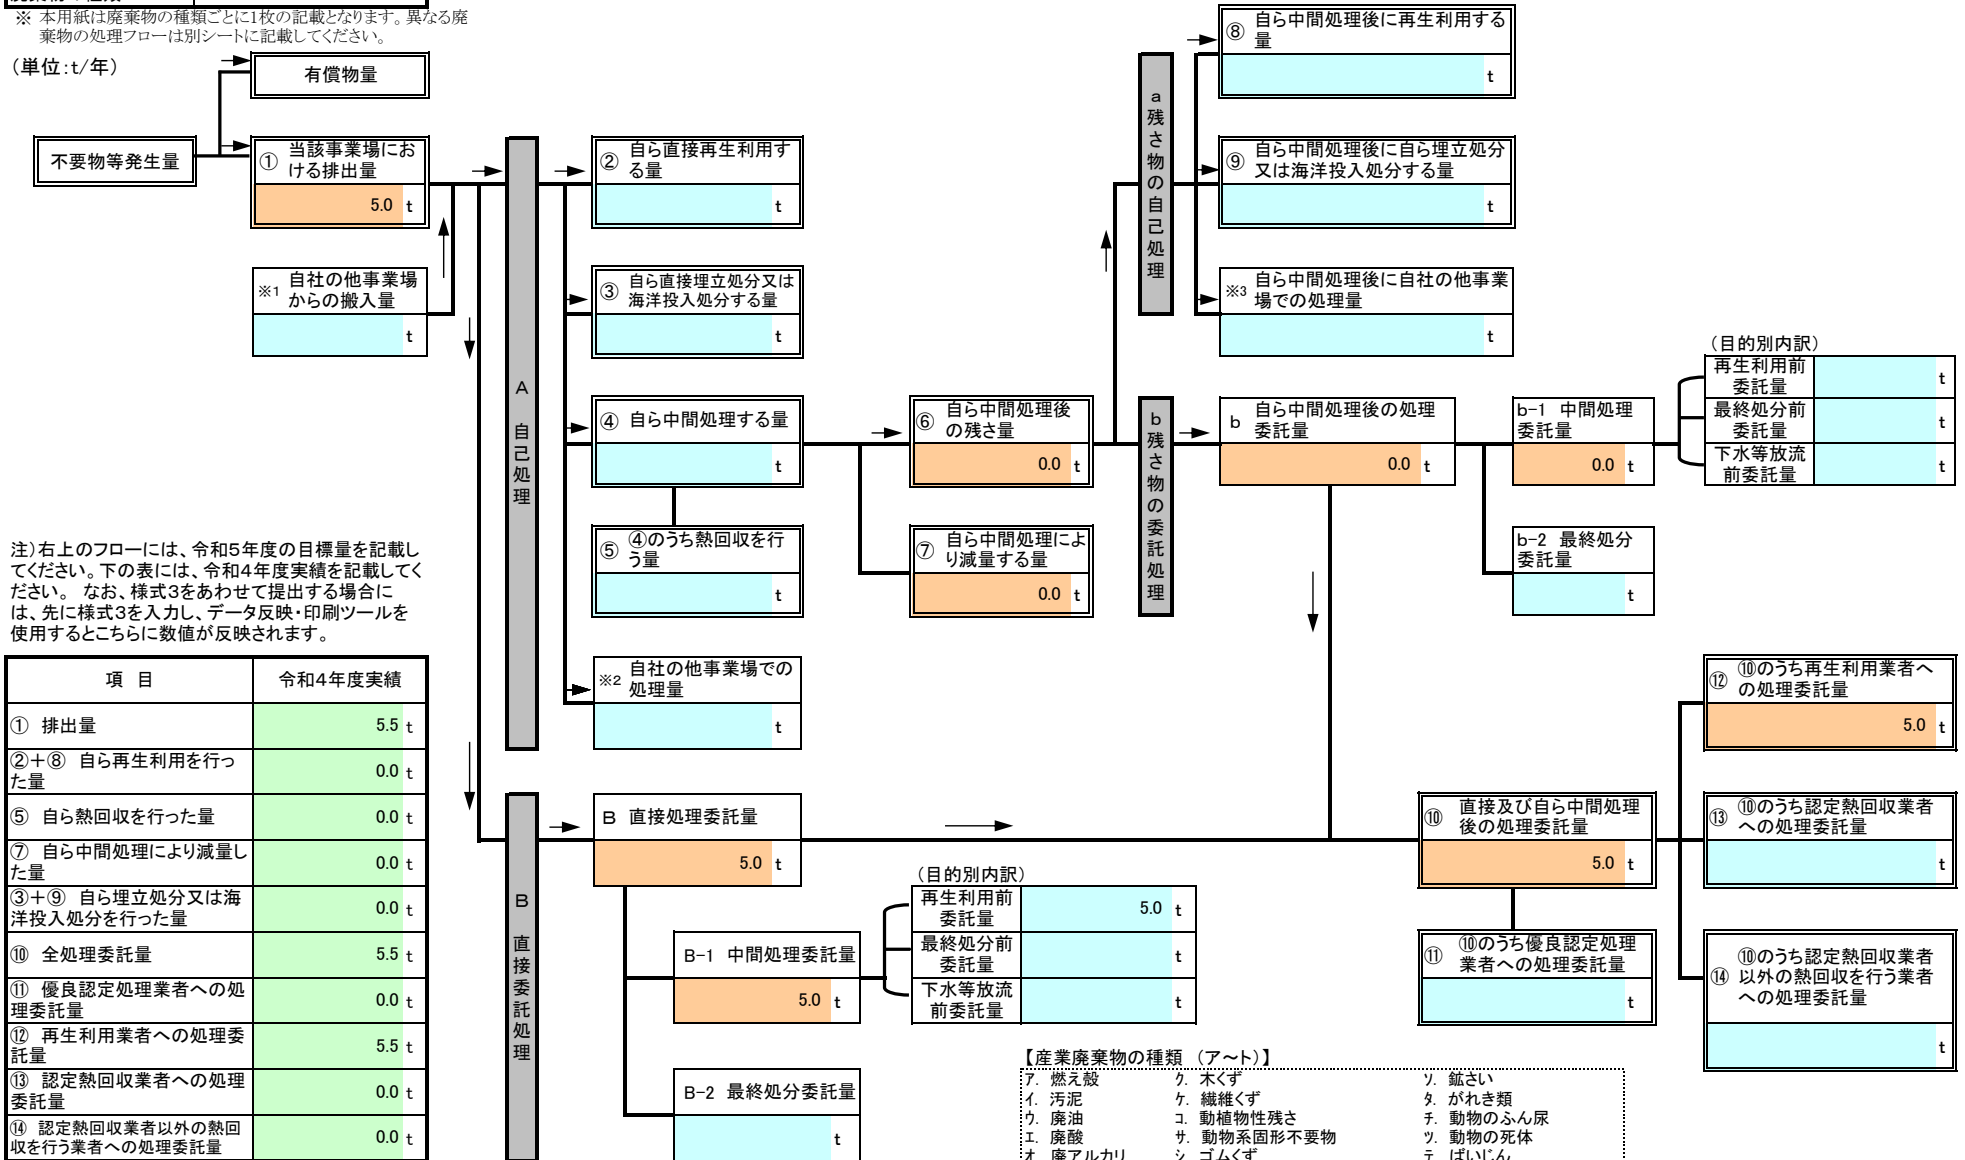 ※ 本用紙は廃棄物の種類ごとに1枚の記載となります。異なる廃
棄物の処理フローは別シートに記載してください。
（単位:t/年）
有償物量
不要物等発生量
① 当該事業場にお
ける排出量
5.0 t
※1 自社の他事業場
からの搬入量
t
A 自己処理
② 自ら直接再生利用す
る量
t
③ 自ら直接埋立処分又は
海洋投入処分する量
t
④ 自ら中間処理する量
t
⑤ ④のうち熱回収を行
う量
t
※2 自社の他事業場での
処理量
t
⑥ 自ら中間処理後
の残さ量
0.0 t
⑦ 自ら中間処理によ
り減量する量
0.0 t
a 残さ物の自己処理
⑧ 自ら中間処理後に再生利用する
量
t
⑨ 自ら中間処理後に自ら埋立処分
又は海洋投入処分する量
t
※3 自ら中間処理後に自社の他事業
場での処理量
t
b 残さ物の委託処理
b 自ら中間処理後の処理
委託量
0.0 t
b-1 中間処理
委託量
0.0 t
b-2 最終処分
委託量
t
（目的別内訳）
再生利用前
委託量
t
最終処分前
委託量
t
下水等放流
前委託量
t
注）右上のフローには、令和5年度の目標量を記載し
てください。下の表には、令和4年度実績を記載してく
ださい。 なお、様式3をあわせて提出する場合に
は、先に様式3を入力し、データ反映・印刷ツールを
使用するとこちらに数値が反映されます。
項 目 令和4年度実績
① 排出量 5.5 t
②＋⑧ 自ら再生利用を行っ
た量 0.0 t
⑤ 自ら熱回収を行った量 0.0 t
⑦ 自ら中間処理により減量し
た量 0.0 t
③＋⑨ 自ら埋立処分又は海
洋投入処分を行った量 0.0 t
⑩ 全処理委託量 5.5 t
⑪ 優良認定処理業者への処
理委託量 0.0 t
⑫ 再生利用業者への処理委
託量 5.5 t
⑬ 認定熱回収業者への処理
委託量 0.0 t
⑭ 認定熱回収業者以外の熱回
収を行う業者への処理委託量 0.0 t
B 直接委託処理
B 直接処理委託量
5.0 t
B-1 中間処理委託量
5.0 t
B-2 最終処分委託量
t
（目的別内訳）
再生利用前
委託量
5.0 t
最終処分前
委託量
t
下水等放流
前委託量
t
⑩ 直接及び自ら中間処理
後の処理委託量
5.0 t
⑪ ⑩のうち優良認定処理
業者への処理委託量
t
⑫ ⑩のうち再生利用業者へ
の処理委託量
5.0 t
⑬ ⑩のうち認定熱回収業者
への処理委託量
t
⑭ ⑩のうち認定熱回収業者
以外の熱回収を行う業者
への処理委託量
t
【産業廃棄物の種類 （ア～ト）】
ア. 燃え殻 ク. 木くず ソ. 鉱さい
イ. 汚泥 ケ. 繊維くず タ. がれき類
ウ. 廃油 コ. 動植物性残さ チ. 動物のふん尿
エ. 廃酸 サ. 動物系固形不要物 ツ. 動物の死体
オ. 廃アルカリ シ. ゴムくず テ. ばいじん